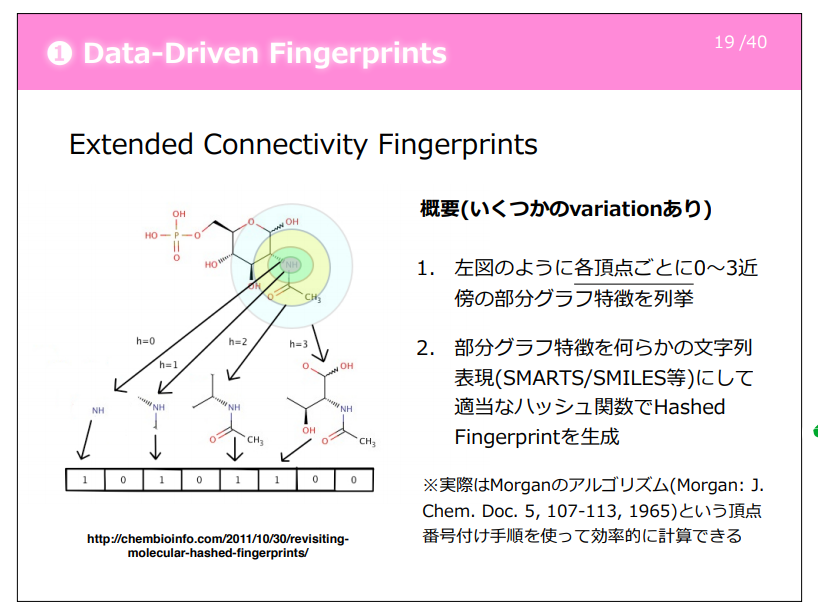 ❶ Data-Driven Fingerprints
19 /40
Extended Connectivity Fingerprints
概要(いくつかのvariationあり)
1. 左図のように各頂点ごとに0～3近
傍の部分グラフ特徴を列挙
2. 部分グラフ特徴を何らかの文字列
表現(SMARTS/SMILES等)にして
適当なハッシュ関数でHashed
Fingerprintを生成
※実際はMorganのアルゴリズム(Morgan: J.
Chem. Doc. 5, 107-113, 1965)という頂点
番号付け手順を使って効率的に計算できる
OH
HO P O
O
O OH
HO
OH
NH
O CH3
h=0
h=1
h=2
h=3
NH
NH
NH
O CH3
O OH
NH
OH
O CH3
1 0 1 0 1 1 0 0
http://chembioinfo.com/2011/10/30/revisiting-
molecular-hashed-fingerprints/